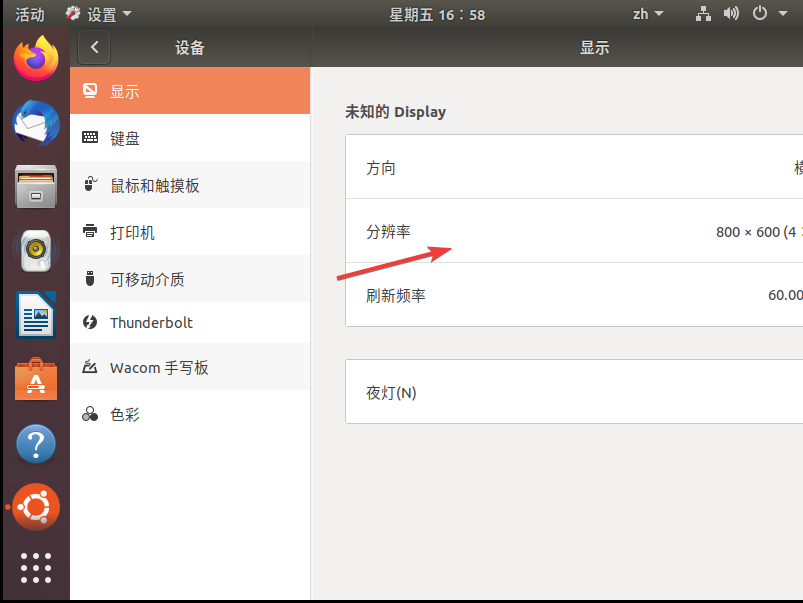 活动 设置 星期五 16：58 zh
设备 显示
显示
键盘
鼠标和触摸板
打印机
可移动介质
Thunderbolt
Wacom 手写板
色彩
未知的 Display
方向
分辨率 800 × 600 (4
刷新频率 60.00
夜灯(N)